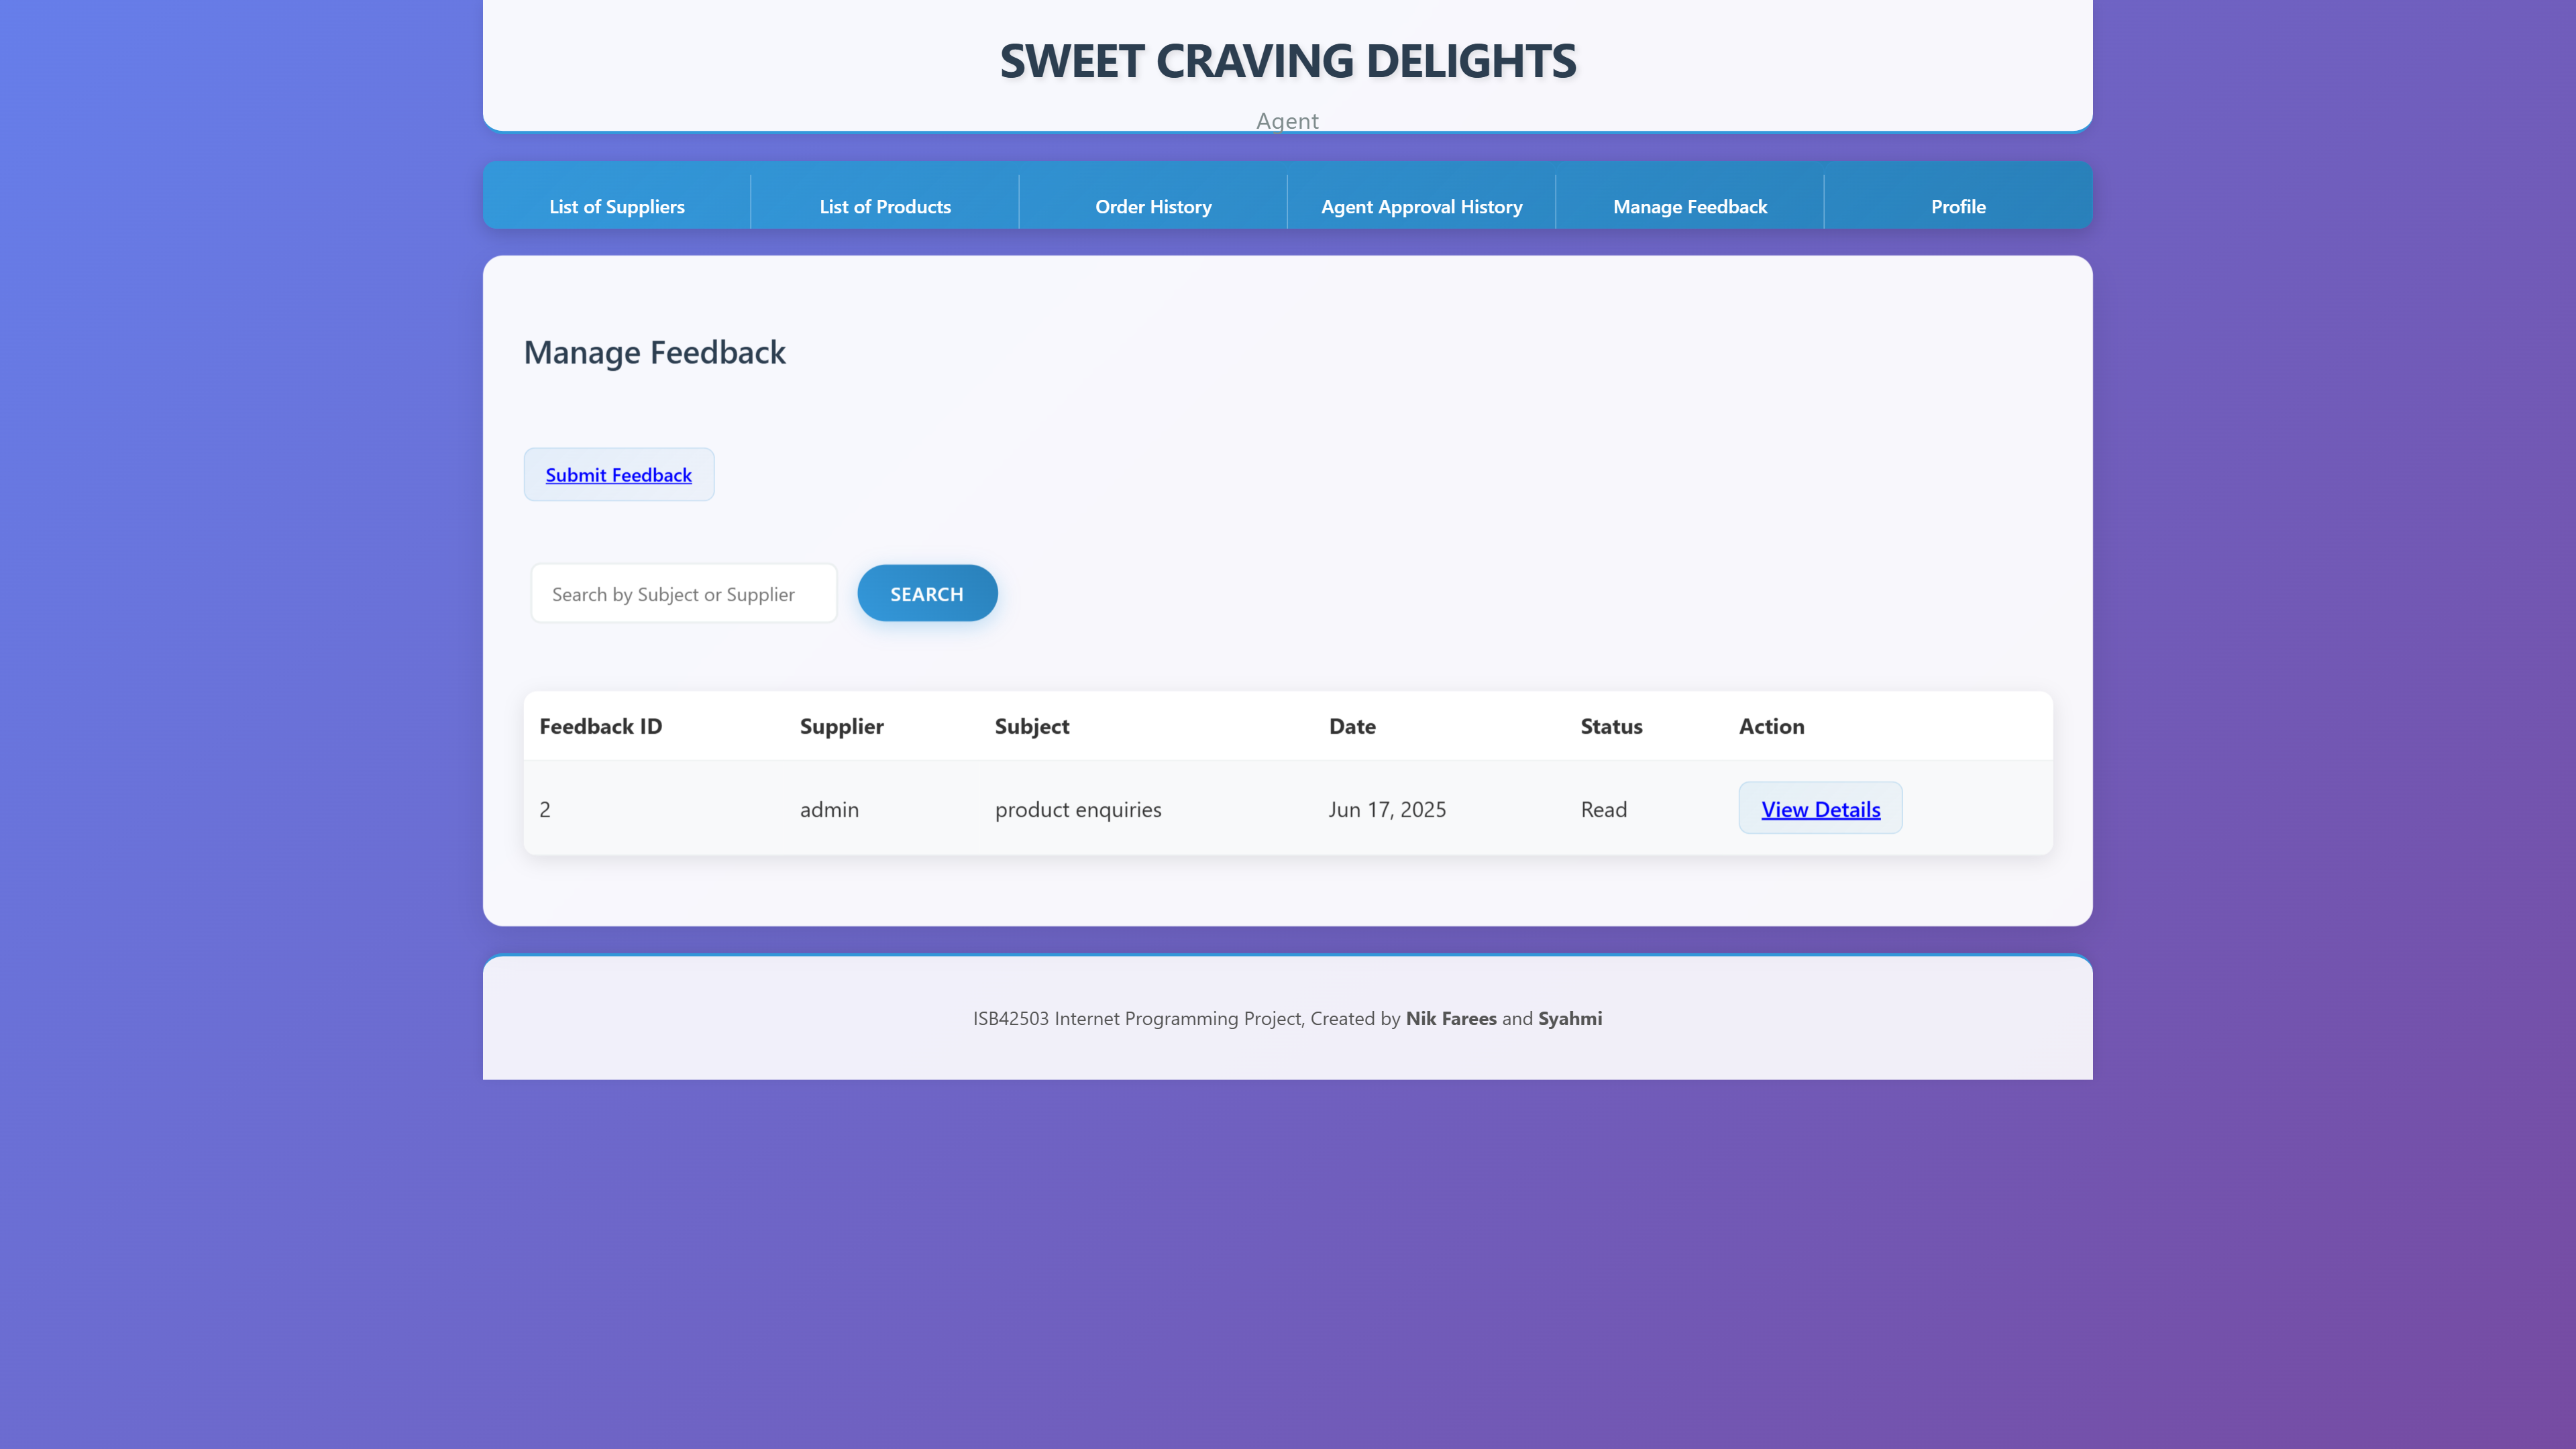 SWEET CRAVING DELIGHTS
Agent
List of Suppliers List of Products Order History Agent Approval History Manage Feedback Profile
Manage Feedback
Submit Feedback
Search by Subject or Supplier SEARCH
Feedback ID Supplier Subject Date Status Action
2 admin product enquiries Jun 17, 2025 Read View Details
ISB42503 Internet Programming Project, Created by Nik Farees and Syahmi